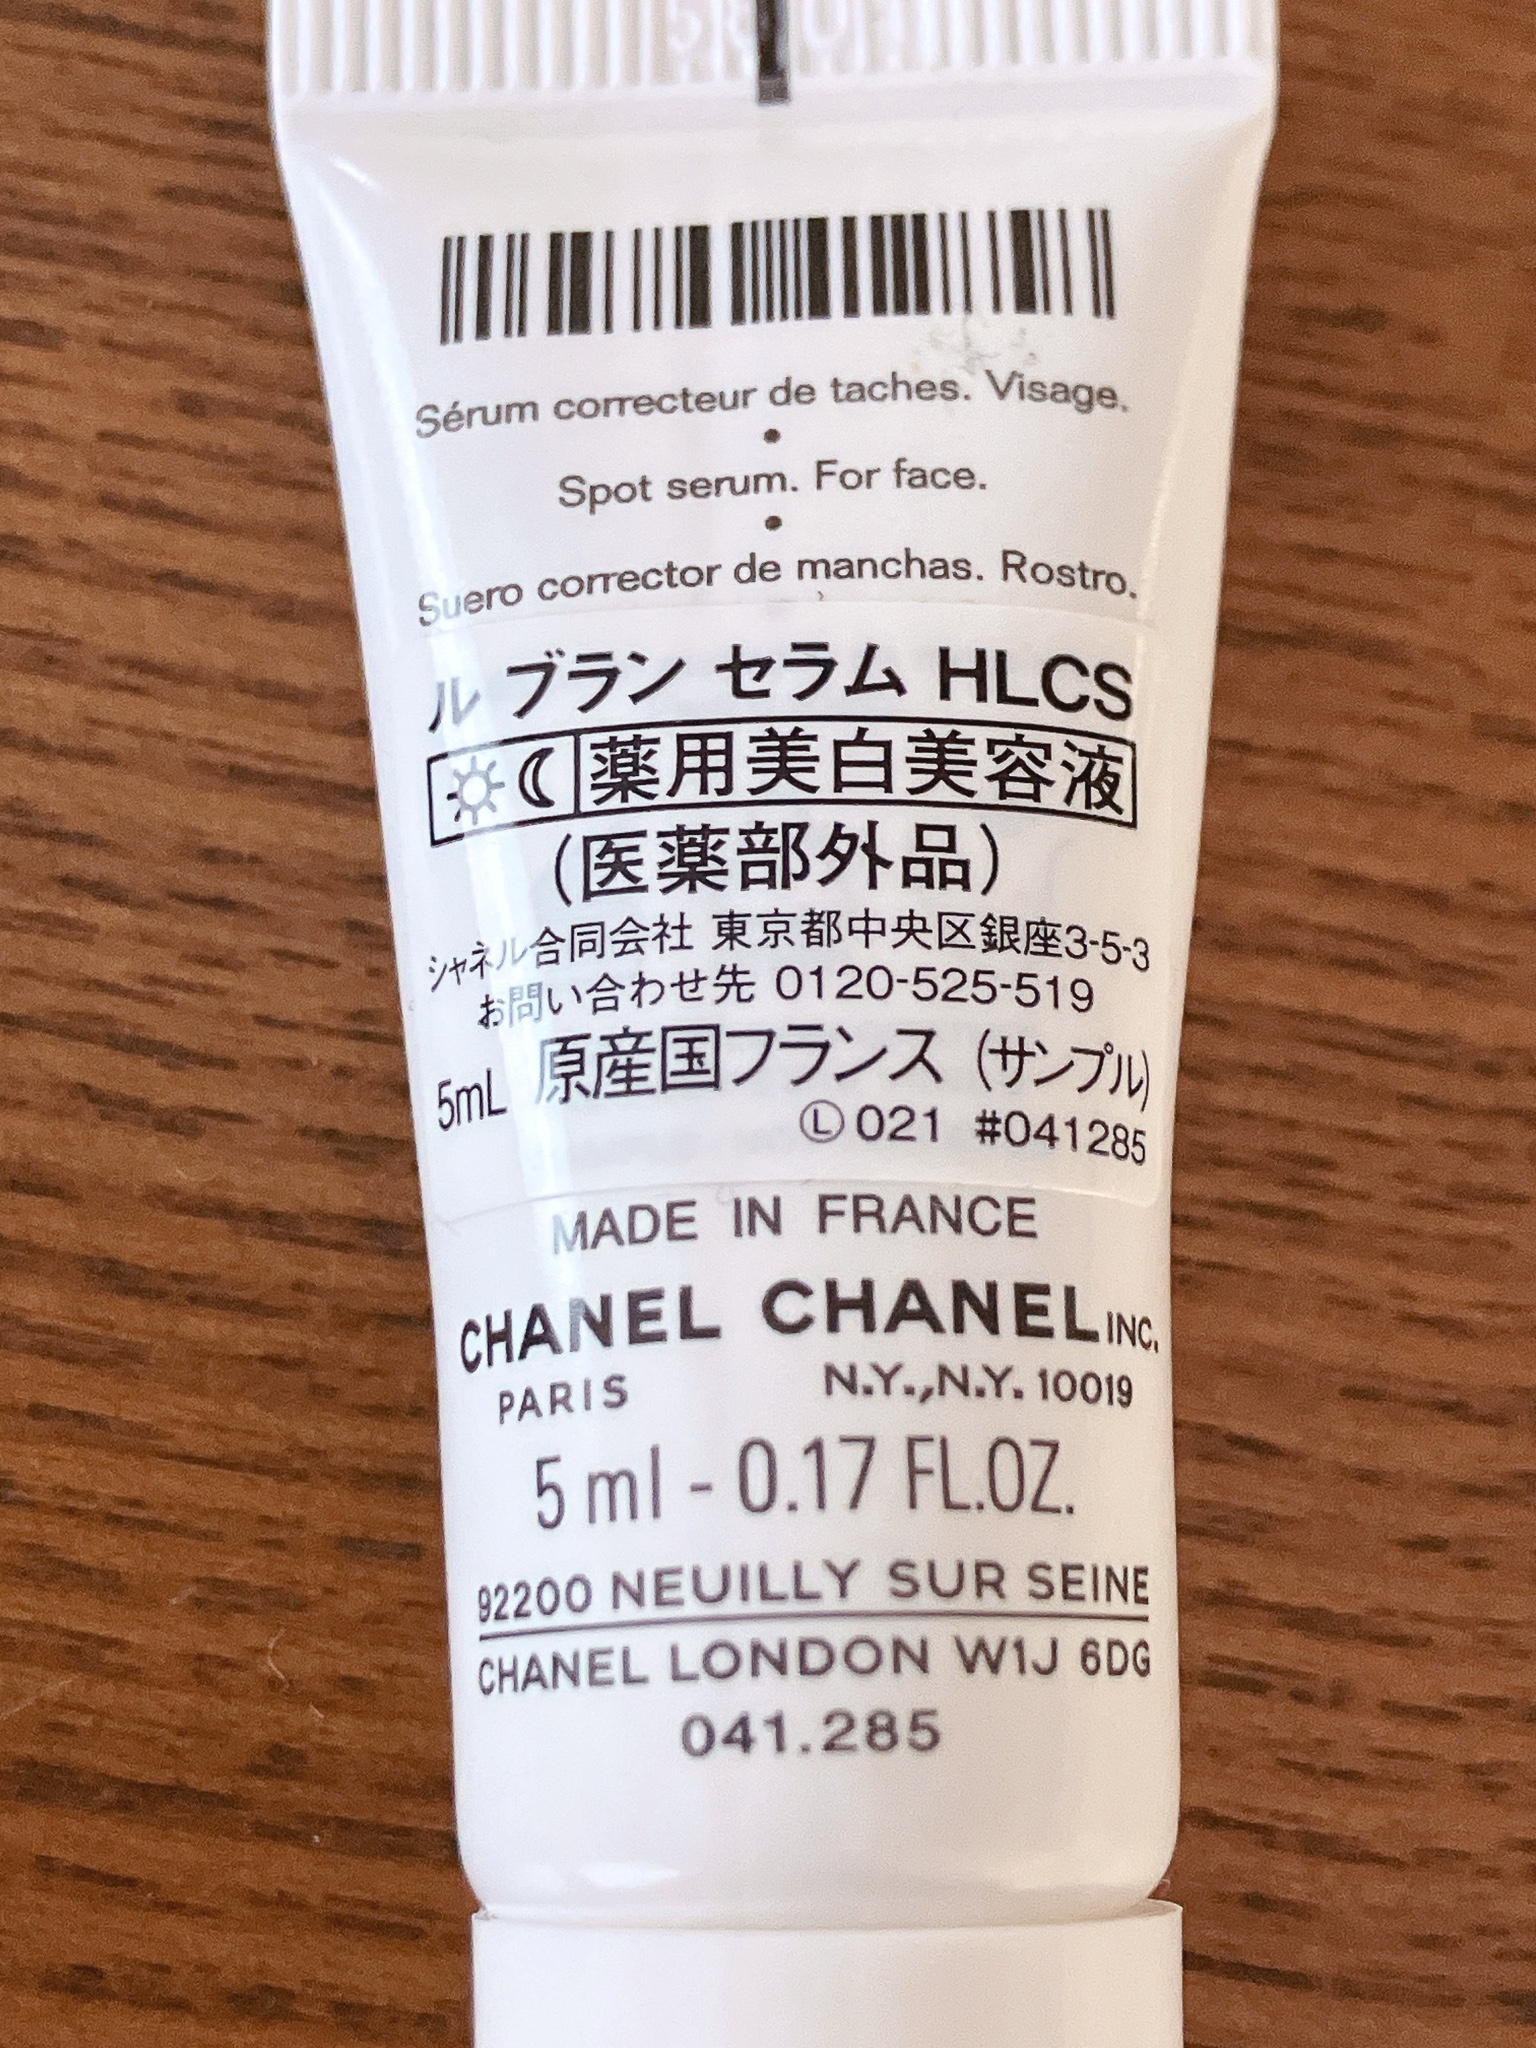 Sérum correcteur de taches. Visage.
•
Spot serum. For face.
•
Suero corrector de manchas. Rostro.
ル ブラン セラム HLCS
薬用美白美容液
(医薬部外品)
シャネル合同会社 東京都中央区銀座3-5-3
お問い合わせ先 0120-525-519
5mL 原産国フランス (サンプル)
Ⓛ021 #041285
MADE IN FRANCE
CHANEL CHANEL INC.
PARIS N.Y.,N.Y. 10019
5 ml - 0.17 FL.OZ.
92200 NEUILLY SUR SEINE
CHANEL LONDON W1J 6DG
041.285